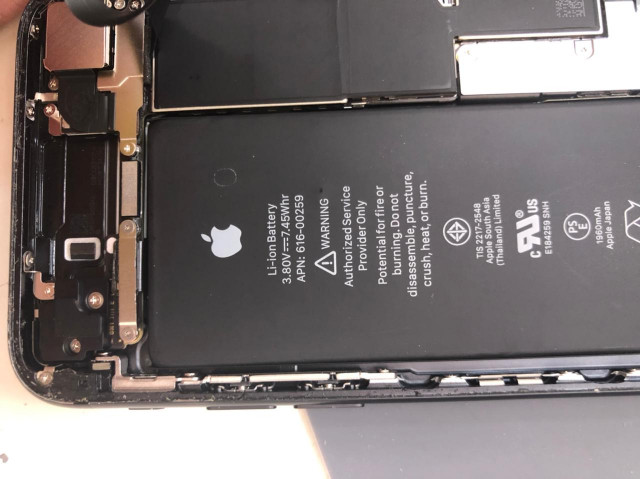 Li-ion Battery
3.80V⎓7.45Whr
APN: 616-00259
WARNING
Authorized Service
Provider Only
Potential for fire or
burning. Do not
disassemble, puncture,
crush, heat, or burn.
TIS 2217-2548
Apple South Asia
(Thailand) Limited
c RU® US
E184259 SNH
PS
E
1960mAh
Apple Japan